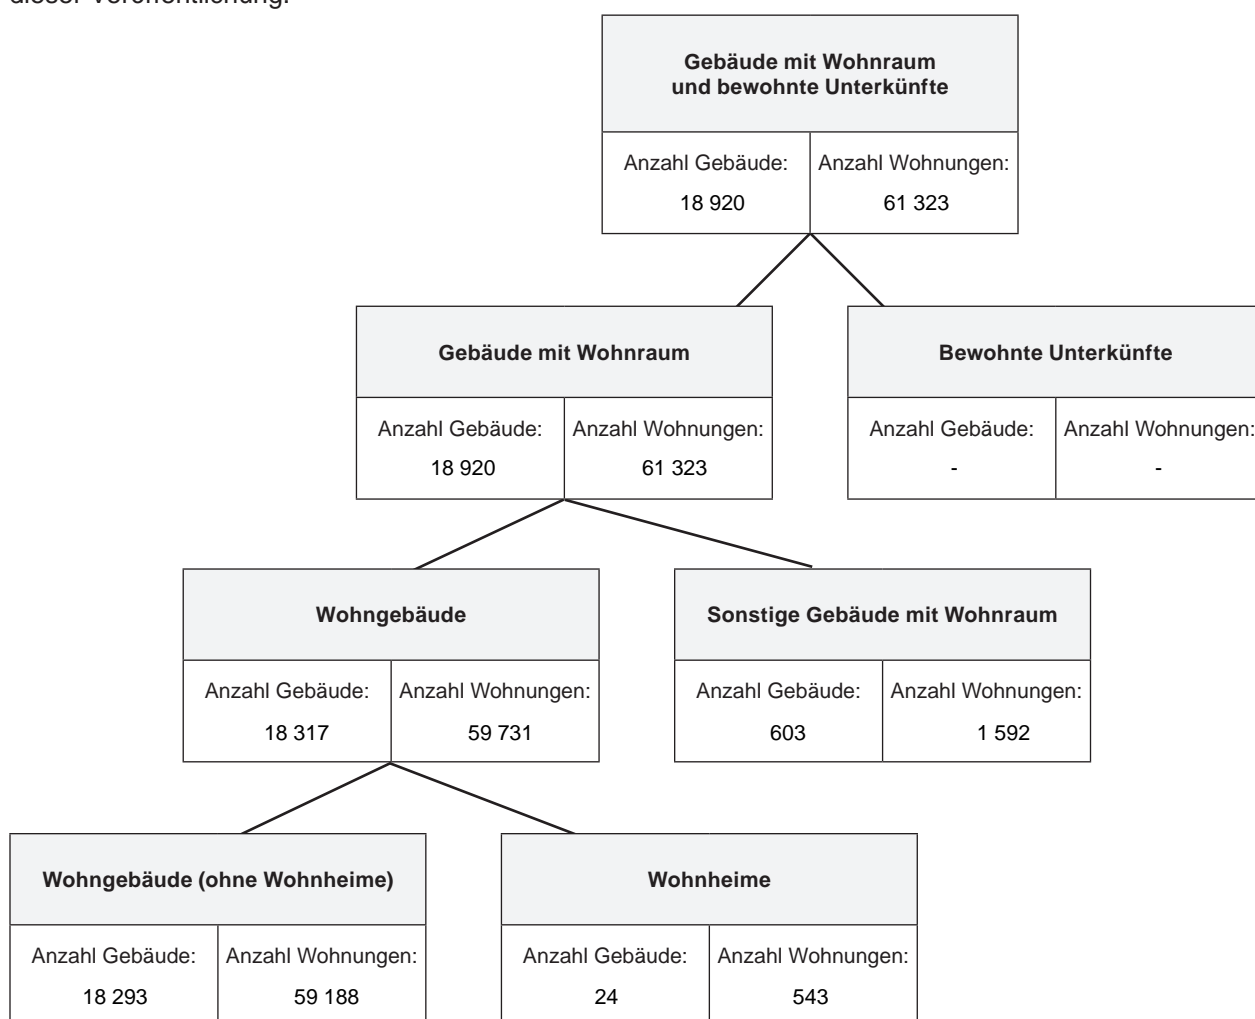 dieser Veröffentlichung.
Gebäude mit Wohnraum
und bewohnte Unterkünfte
Anzahl Gebäude: Anzahl Wohnungen:
18 920 61 323
Gebäude mit Wohnraum
Anzahl Gebäude: Anzahl Wohnungen:
18 920 61 323
Bewohnte Unterkünfte
Anzahl Gebäude: Anzahl Wohnungen:
- -
Wohngebäude
Anzahl Gebäude: Anzahl Wohnungen:
18 317 59 731
Sonstige Gebäude mit Wohnraum
Anzahl Gebäude: Anzahl Wohnungen:
603 1 592
Wohngebäude (ohne Wohnheime)
Anzahl Gebäude: Anzahl Wohnungen:
18 293 59 188
Wohnheime
Anzahl Gebäude: Anzahl Wohnungen:
24 543